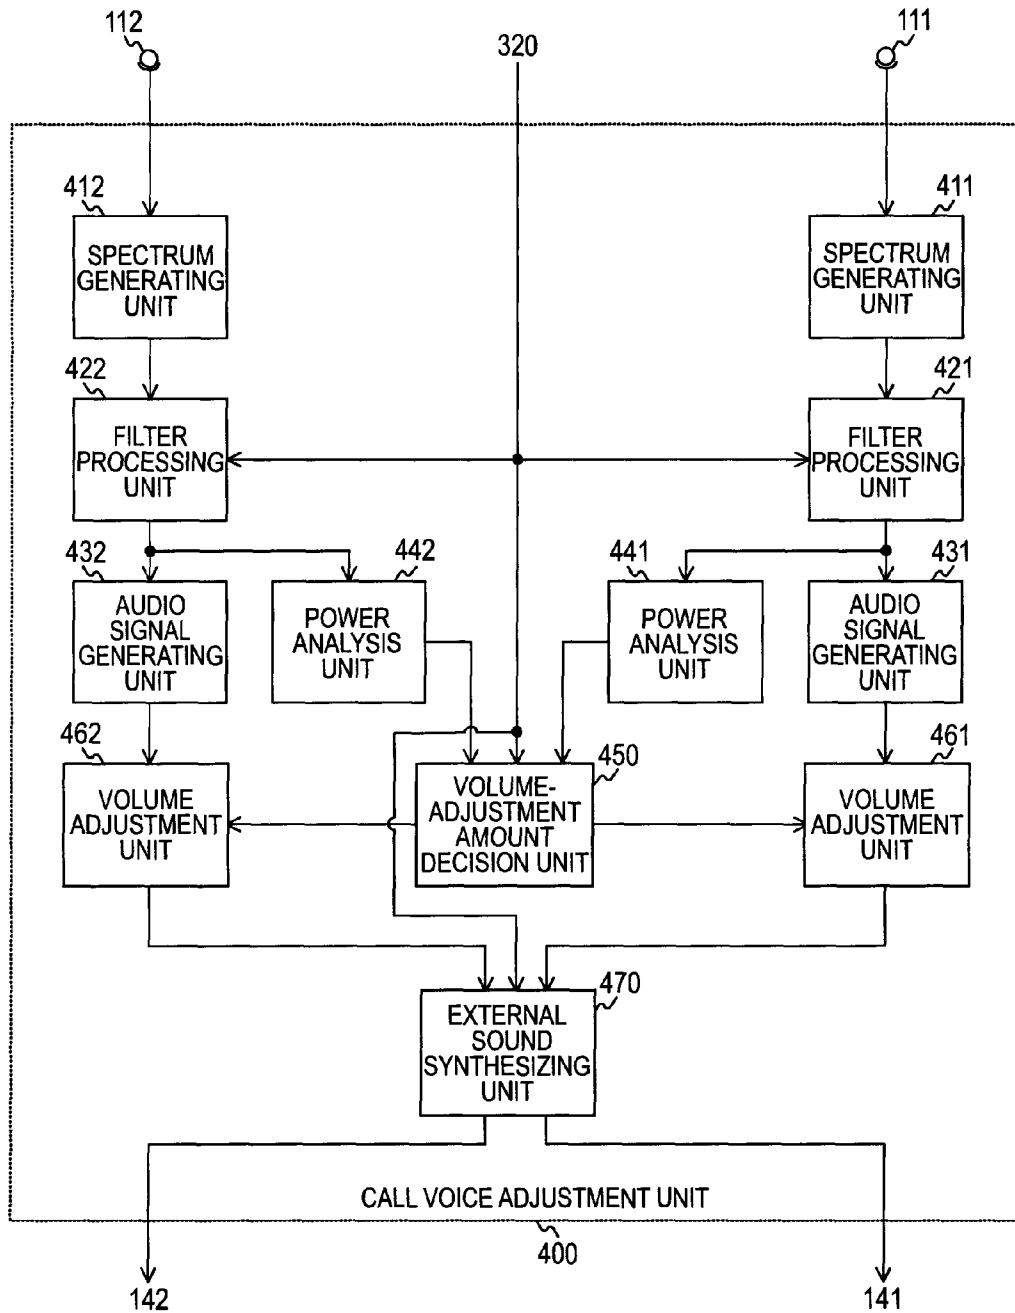 112
320
111
412
411
SPECTRUM
GENERATING
UNIT
SPECTRUM
GENERATING
UNIT
422
421
FILTER
PROCESSING
UNIT
FILTER
PROCESSING
UNIT
432
442
441
431
AUDIO
SIGNAL
GENERATING
UNIT
POWER
ANALYSIS
UNIT
POWER
ANALYSIS
UNIT
AUDIO
SIGNAL
GENERATING
UNIT
462
450
461
VOLUME
ADJUSTMENT
UNIT
VOLUME-
ADJUSTMENT
AMOUNT
DECISION UNIT
VOLUME
ADJUSTMENT
UNIT
470
EXTERNAL
SOUND
SYNTHESIZING
UNIT
CALL VOICE ADJUSTMENT UNIT
400
142
141